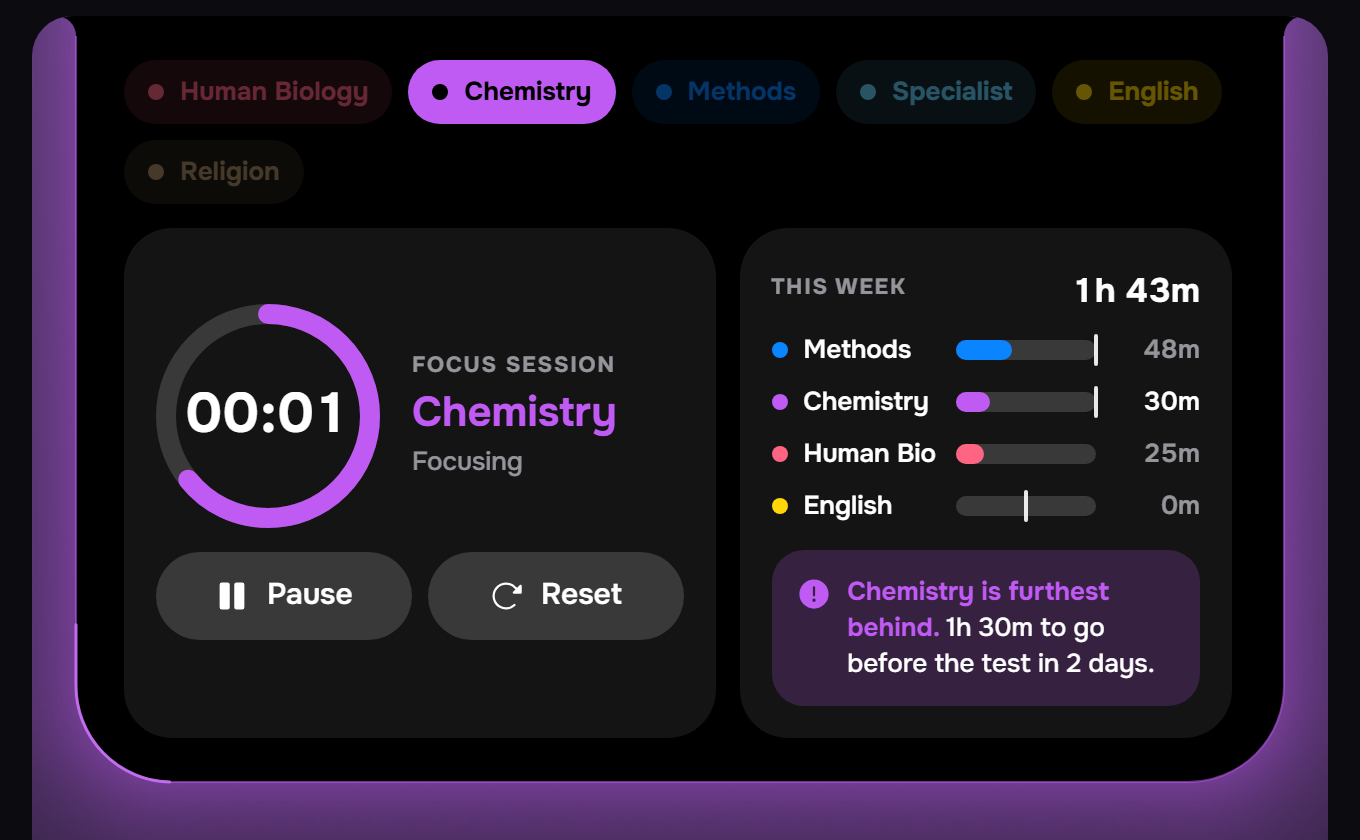 Human Biology
Chemistry
Methods
Specialist
English
Religion
00:01
FOCUS SESSION
Chemistry
Focusing
Pause
Reset
THIS WEEK
1h 43m
Methods
48m
Chemistry
30m
Human Bio
25m
English
0m
Chemistry is furthest
behind. 1h 30m to go
before the test in 2 days.